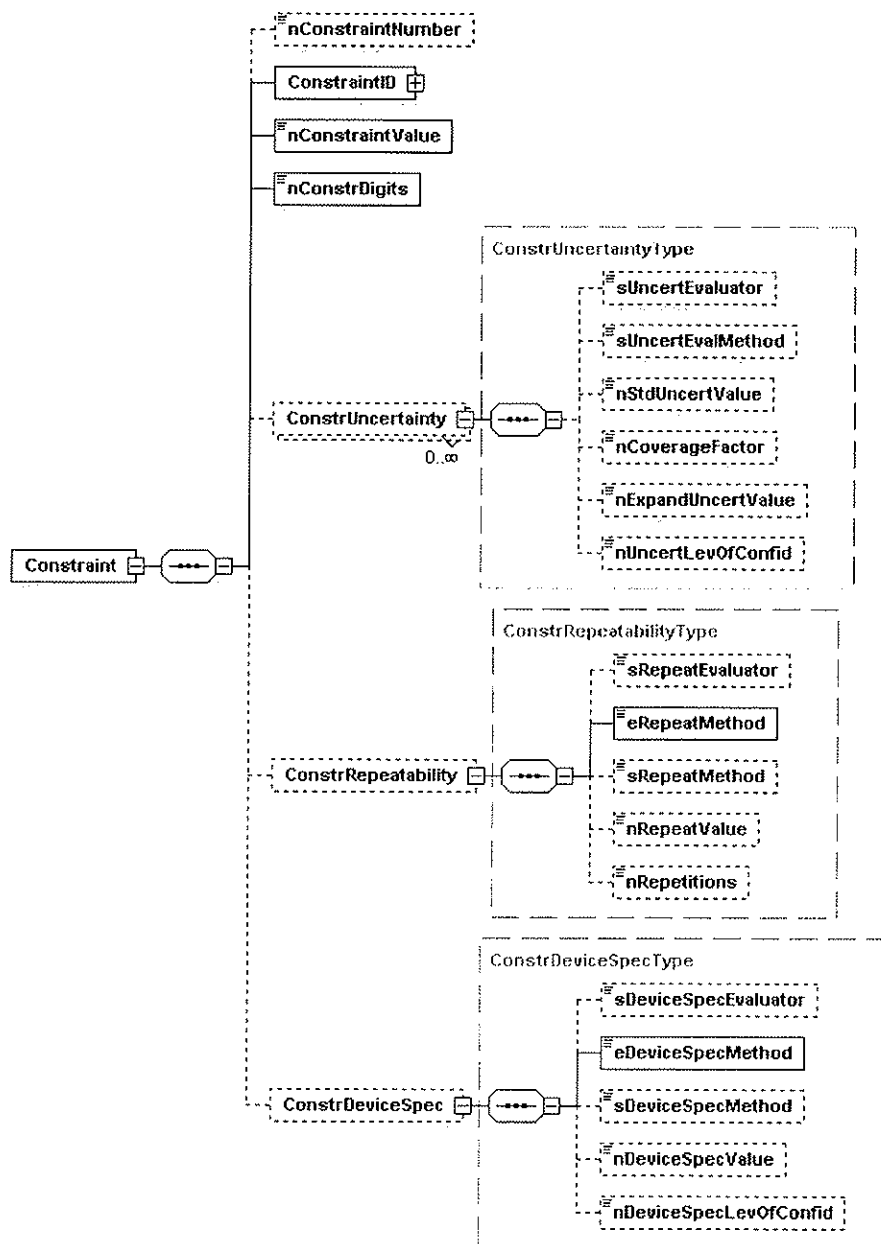 nConstraintNumber
ConstraintID
nConstraintValue
nConstrDigits
ConstrUncertaintyType
sUncertEvaluator
sUncertEvalMethod
nStdUncertValue
ConstrUncertainty
nCoverageFactor
0..∞
nExpandUncertValue
nUncertLevOfConfid
Constraint
ConstrRepeatabilityType
sRepeatEvaluator
eRepeatMethod
ConstrRepeatability
sRepeatMethod
nRepeatValue
nRepetitions
ConstrDeviceSpecType
sDeviceSpecEvaluator
eDeviceSpecMethod
ConstrDeviceSpec
sDeviceSpecMethod
nDeviceSpecValue
nDeviceSpecLevOfConfid